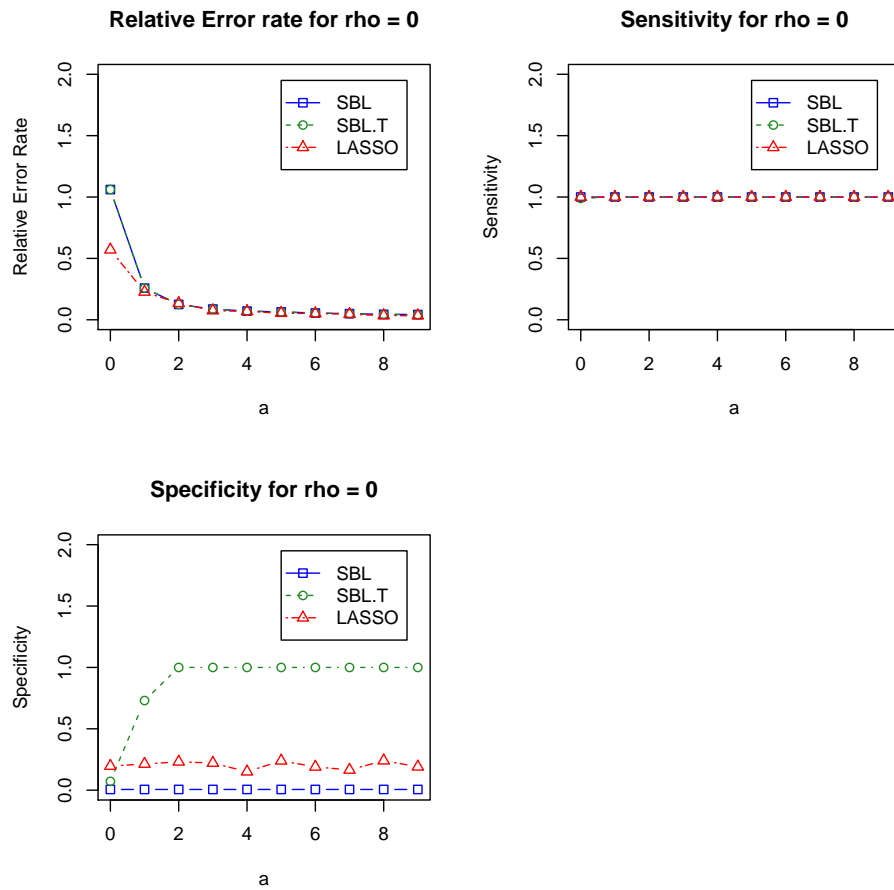 Relative Error rate for rho = 0
2.0
1.5
1.0
0.5
0.0
Relative Error Rate
SBL
SBL.T
LASSO
0 2 4 6 8
a
Sensitivity for rho = 0
2.0
1.5
1.0
0.5
0.0
Sensitivity
SBL
SBL.T
LASSO
0 2 4 6 8
a
Specificity for rho = 0
2.0
1.5
1.0
0.5
0.0
Specificity
SBL
SBL.T
LASSO
0 2 4 6 8
a